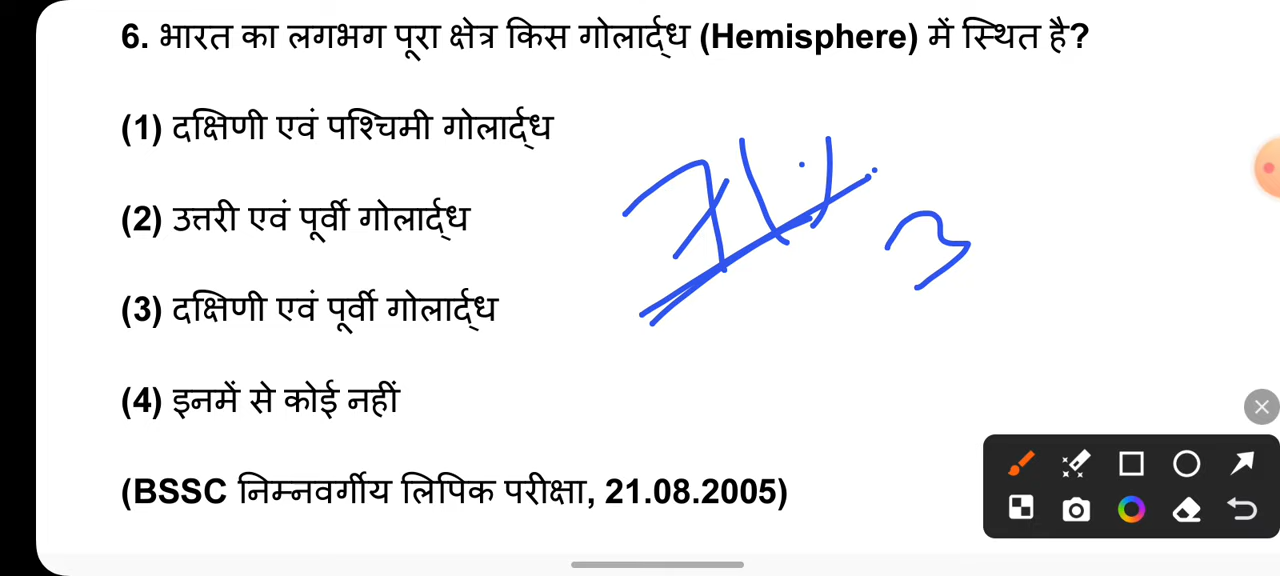 6. भारत का लगभग पूरा क्षेत्र किस गोलार्द्ध (Hemisphere) में स्थित है?
(1) दक्षिणी एवं पश्चिमी गोलार्द्ध
(2) उत्तरी एवं पूर्वी गोलार्द्ध
(3) दक्षिणी एवं पूर्वी गोलार्द्ध
(4) इनमें से कोई नहीं
(BSSC निम्नवर्गीय लिपिक परीक्षा, 21.08.2005)